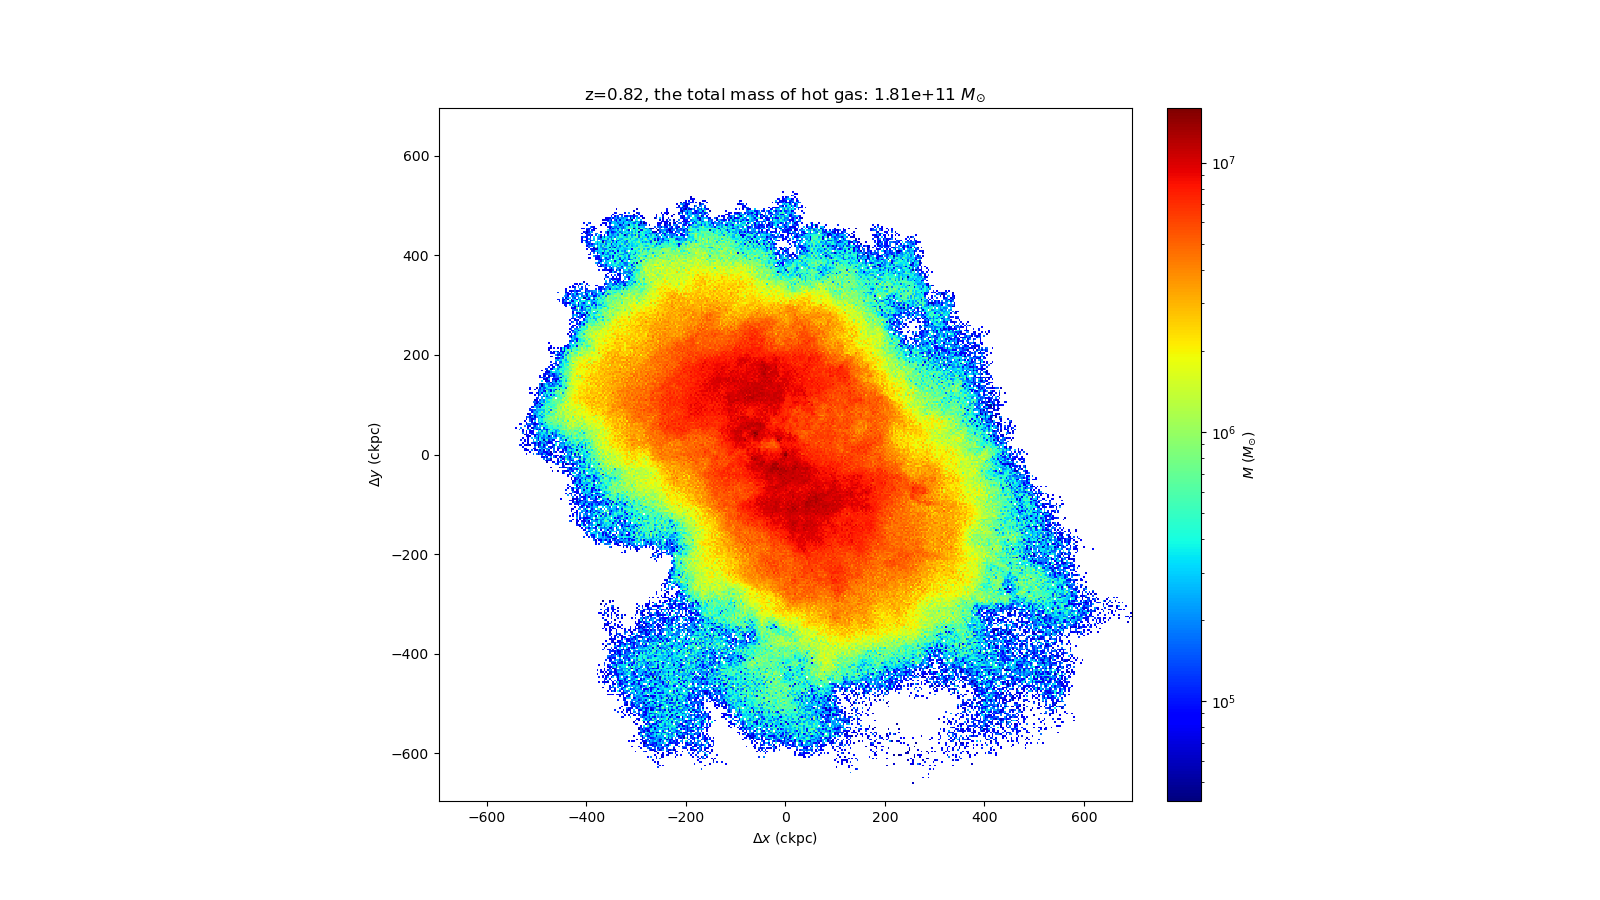 z=0.82, the total mass of hot gas: 1.81e+11 M⊙
600
400
200
0
−200
−400
−600
Δy (ckpc)
−600 −400 −200 0 200 400 600
Δx (ckpc)
10⁷
10⁶
10⁵
M (M⊙)